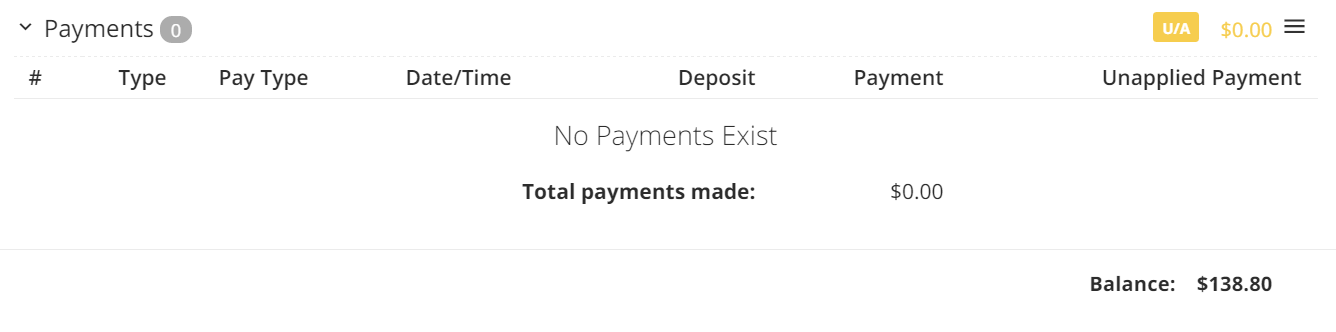 Payments 0 U/A $0.00
# Type Pay Type Date/Time Deposit Payment Unapplied Payment
No Payments Exist
Total payments made: $0.00
Balance: $138.80